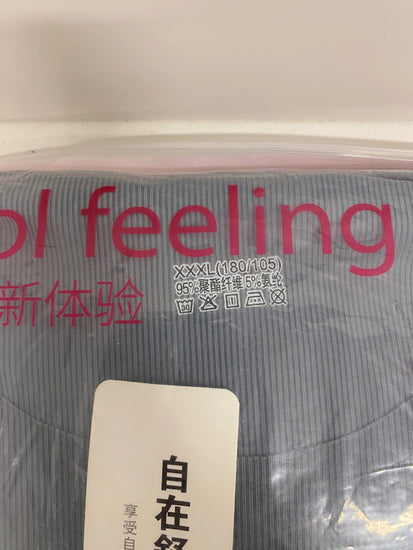 ol feeling
XXXL(180/105)
95%聚酯纤维 5%氨纶
新体验
自在舒
享受自